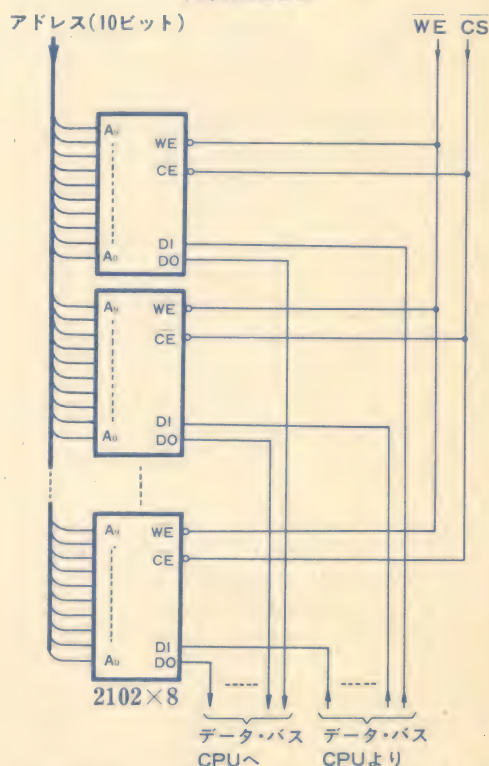 アドレス(10ビット)
WE CS
A₉ WE
CE
DI
A₀ DO
A₉ WE
CE
DI
A₀ DO
A₉ WE
CE
DI
A₀ DO
2102×8
データ・バス CPUへ
データ・バス CPUより